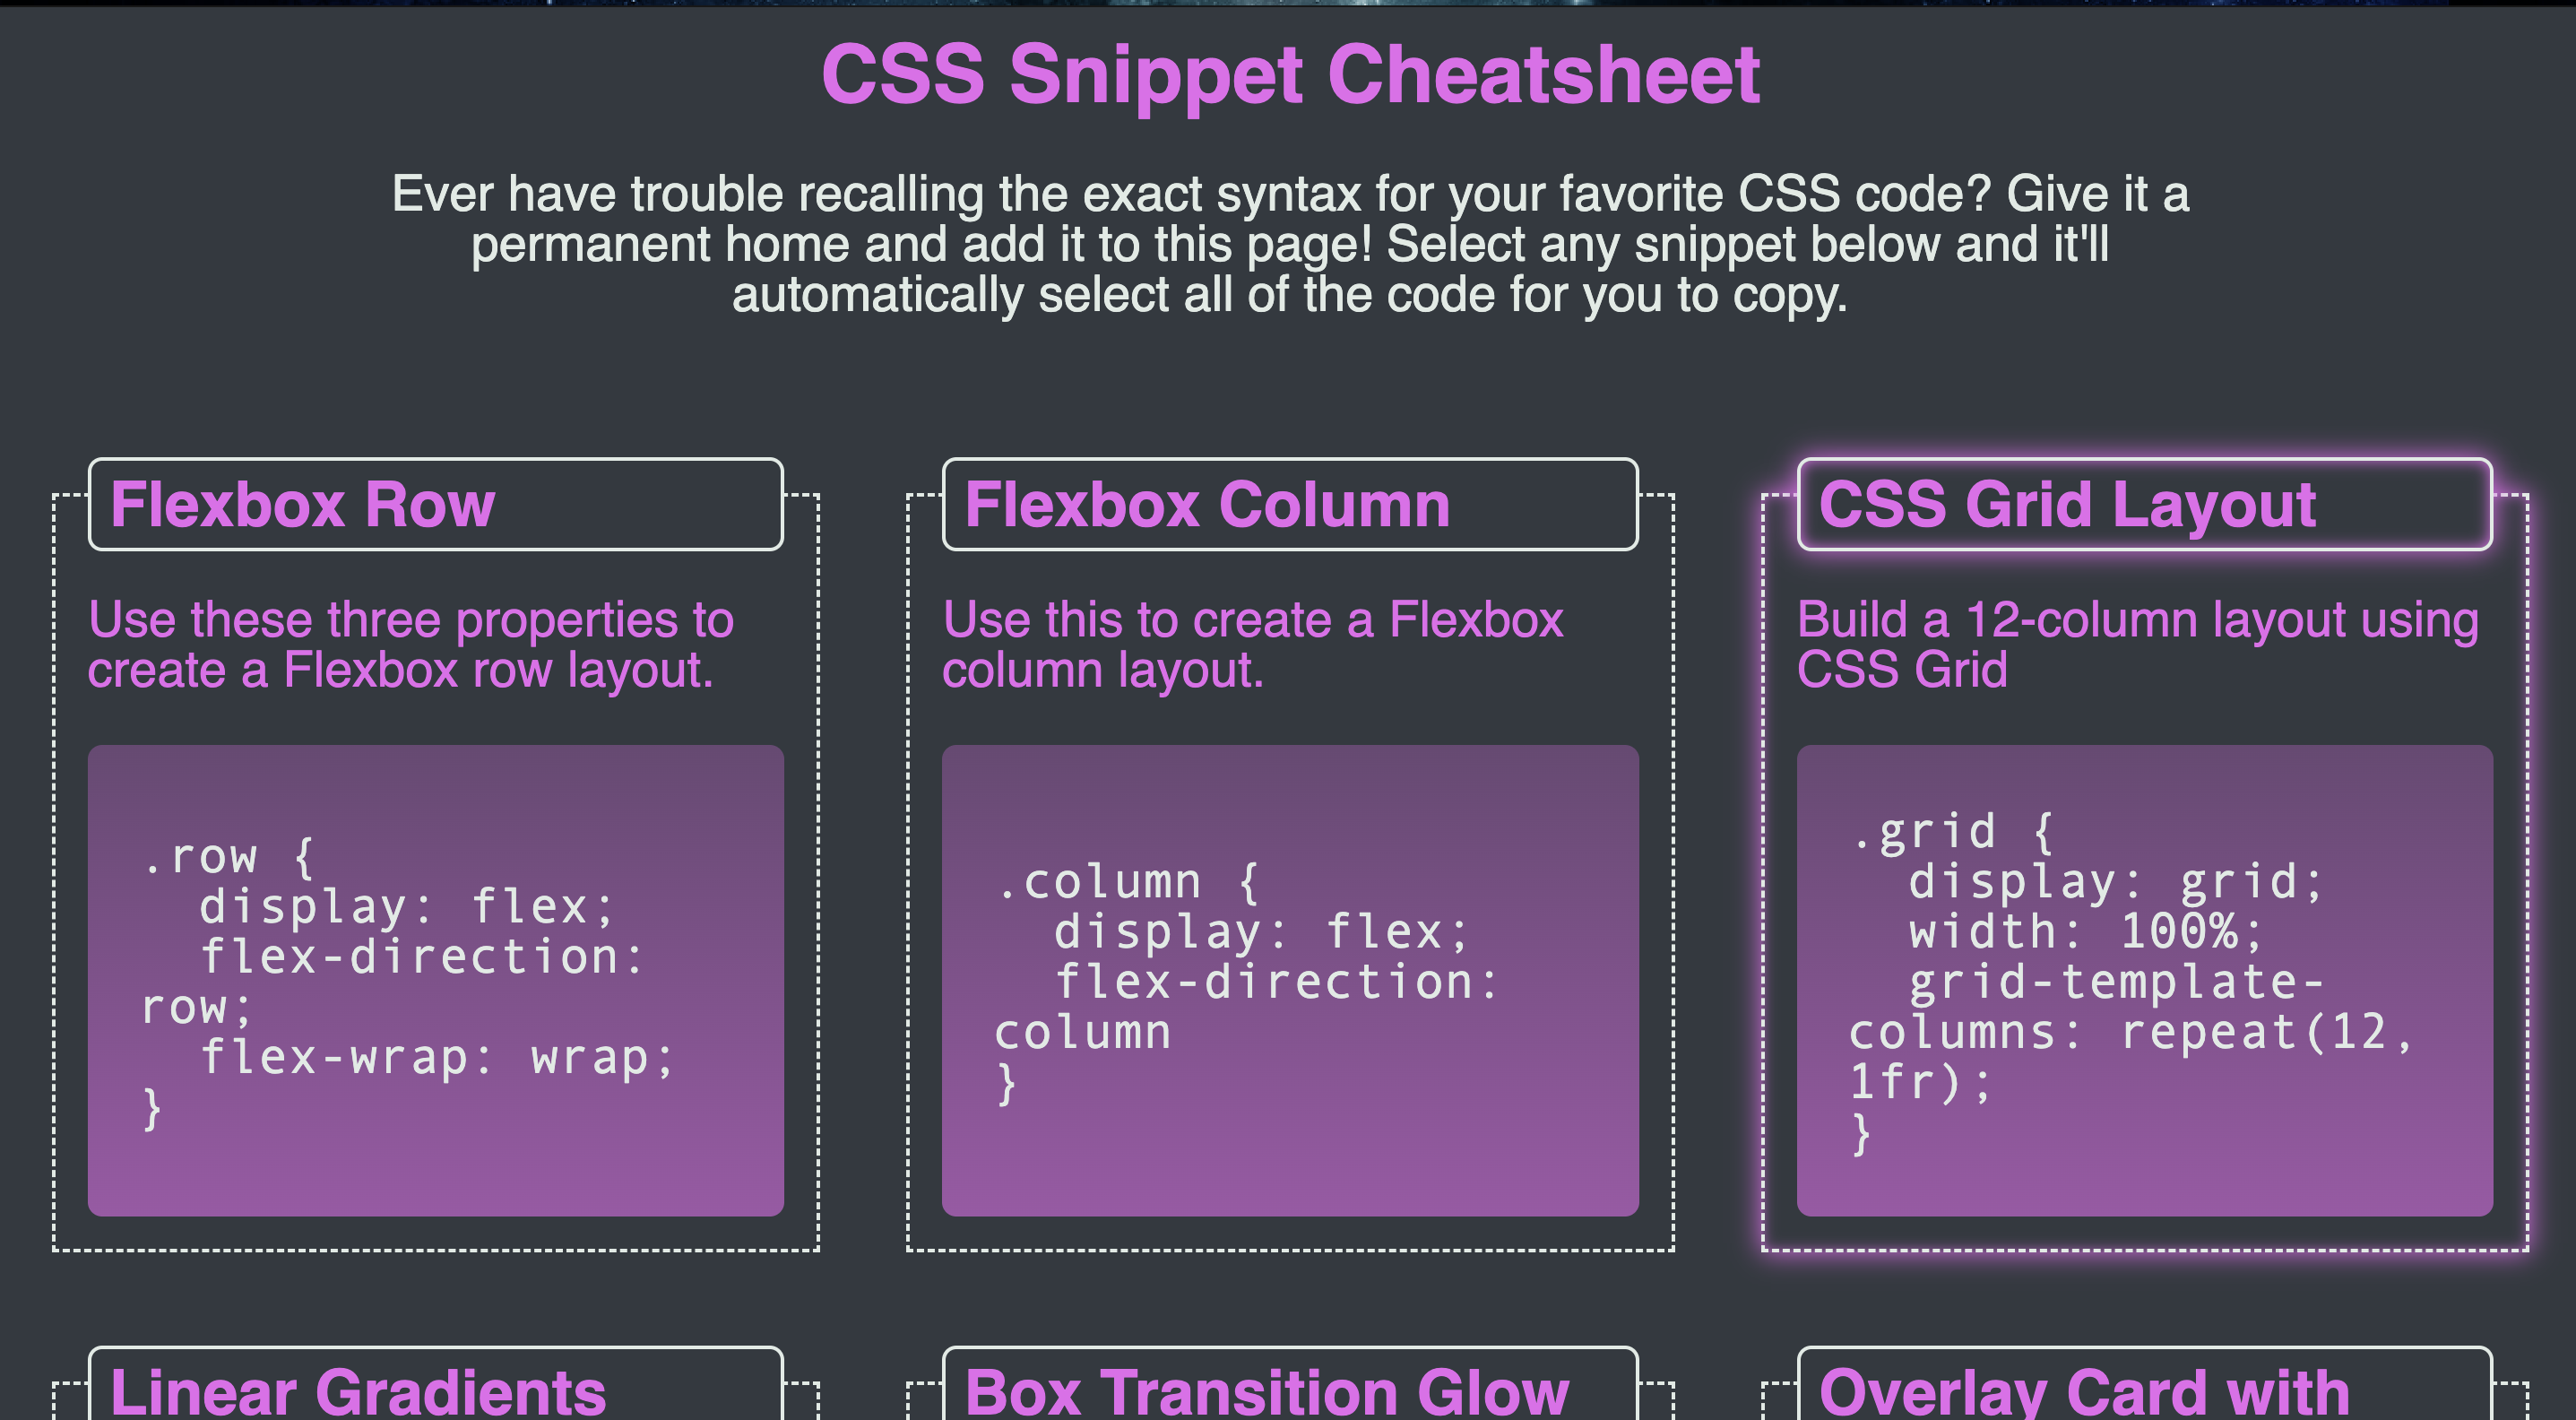 CSS Snippet Cheatsheet
Ever have trouble recalling the exact syntax for your favorite CSS code? Give it a
permanent home and add it to this page! Select any snippet below and it'll
automatically select all of the code for you to copy.
Flexbox Row
Use these three properties to
create a Flexbox row layout.
.row {
  display: flex;
  flex-direction:
row;
  flex-wrap: wrap;
}
Flexbox Column
Use this to create a Flexbox
column layout.
.column {
  display: flex;
  flex-direction:
column
}
CSS Grid Layout
Build a 12-column layout using
CSS Grid
.grid {
  display: grid;
  width: 100%;
  grid-template-
columns: repeat(12,
1fr);
}
Linear Gradients
Box Transition Glow
Overlay Card with